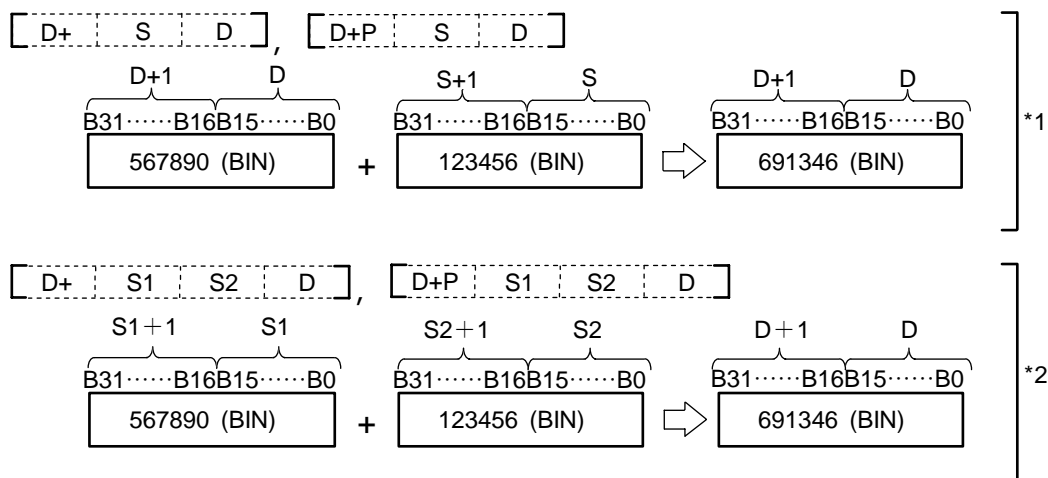 D+ S D , D+P S D
D+1 D S+1 S D+1 D
B31······B16B15······B0 B31······B16B15······B0 B31······B16B15······B0
567890 (BIN) + 123456 (BIN) 691346 (BIN)
*1
D+ S1 S2 D , D+P S1 S2 D
S1+1 S1 S2+1 S2 D+1 D
B31······B16B15······B0 B31······B16B15······B0 B31······B16B15······B0
567890 (BIN) + 123456 (BIN) 691346 (BIN)
*2